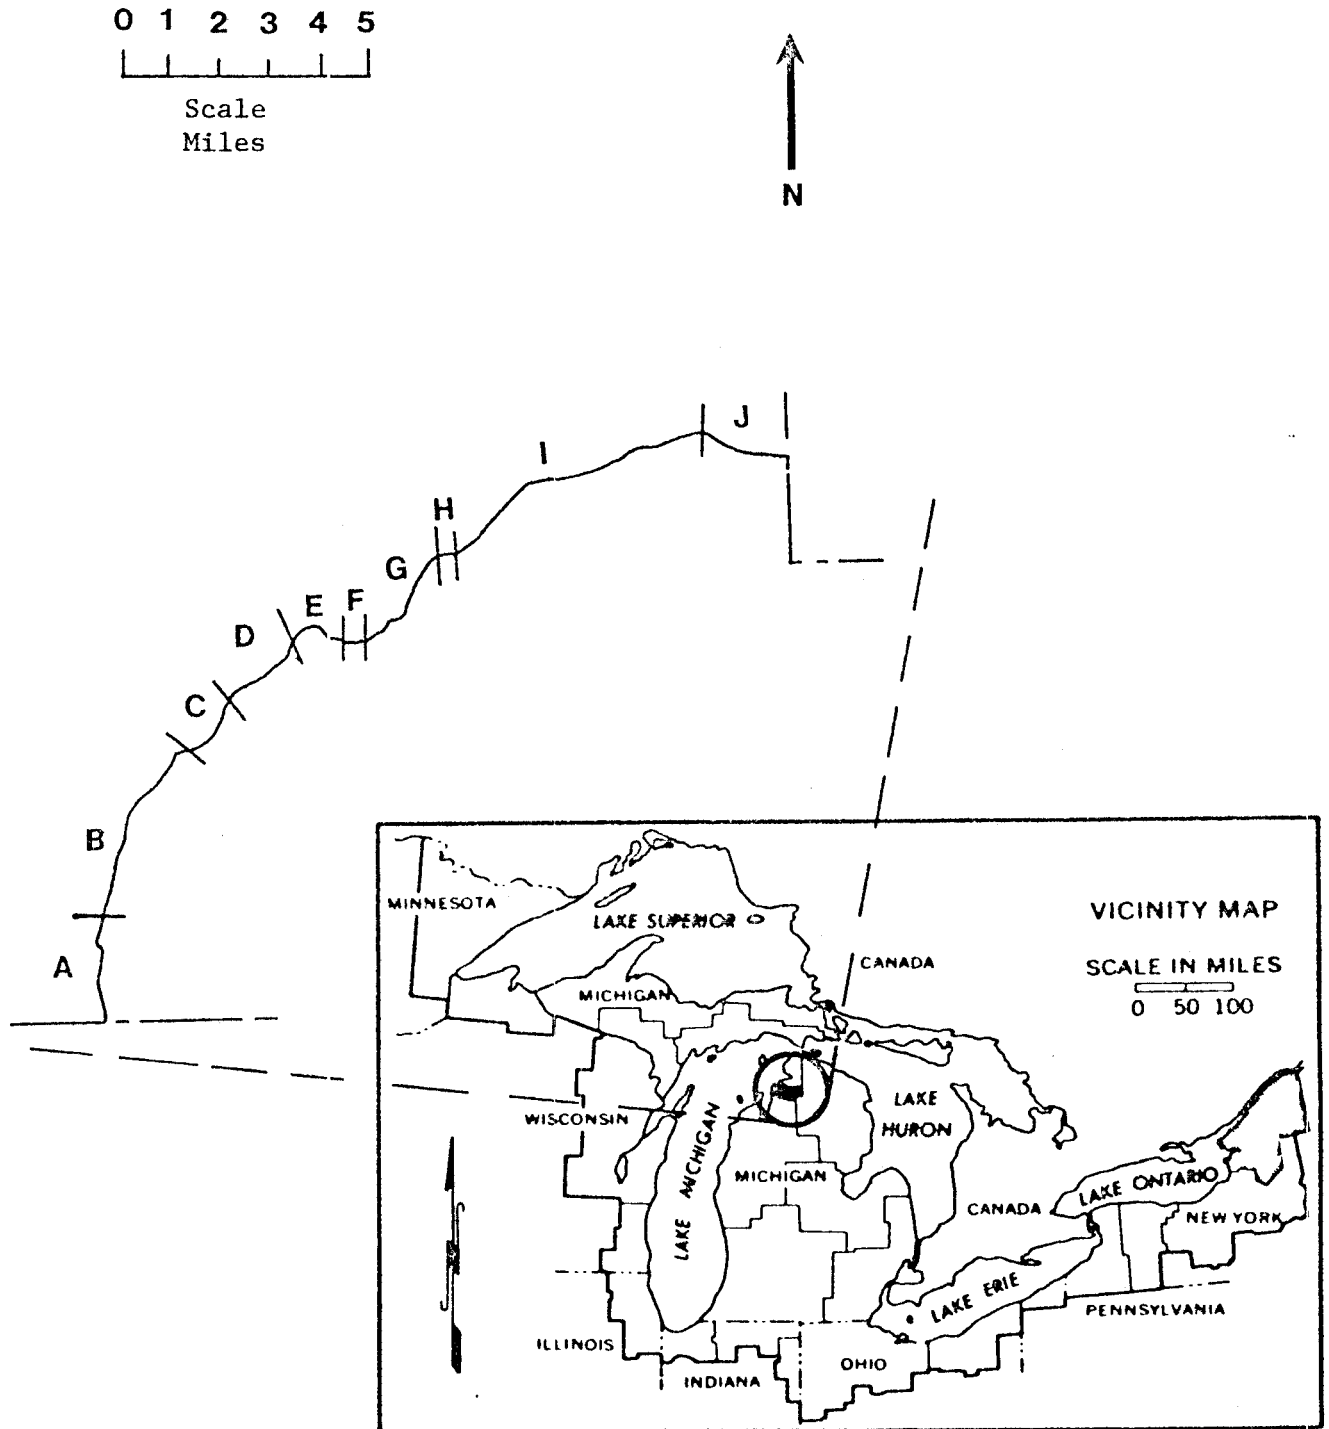 0 1 2 3 4 5
Scale
Miles
N
J
I
H
G
F
E
D
C
B
A
MINNESOTA
LAKE SUPERIOR
VICINITY MAP
CANADA
SCALE IN MILES
0 50 100
MICHIGAN
WISCONSIN
LAKE MICHIGAN
LAKE HURON
MICHIGAN
CANADA
LAKE ONTARIO
NEW YORK
LAKE ERIE
PENNSYLVANIA
ILLINOIS
OHIO
INDIANA